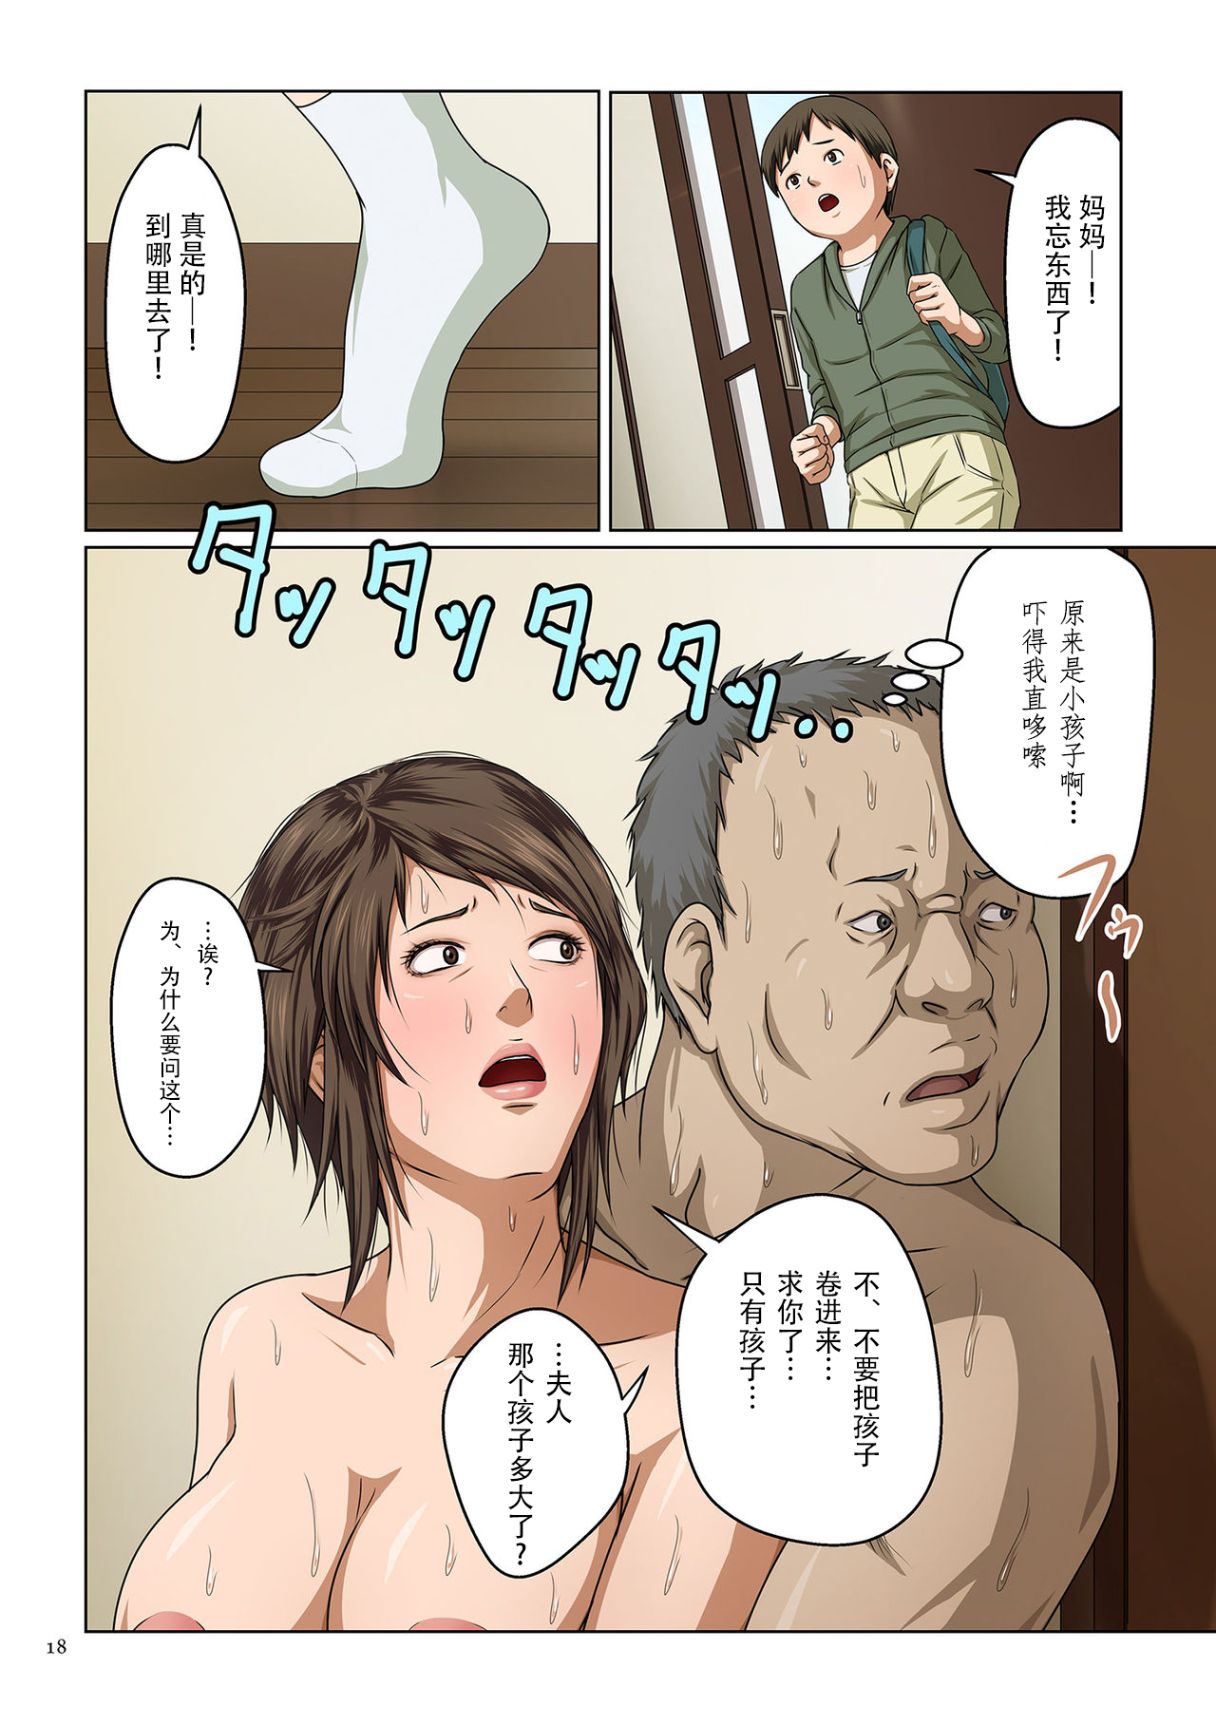 妈妈—！
我忘东西了！
真是的—！
到哪里去了！
タッタッタッタッ..
原来是小孩子啊…
吓得我直哆嗦
フゥ〜
不、不要把孩子
卷进来…
求你了…
只有孩子…
…夫人
那个孩子多大了？
…诶？
为、为什么要问这个…
18